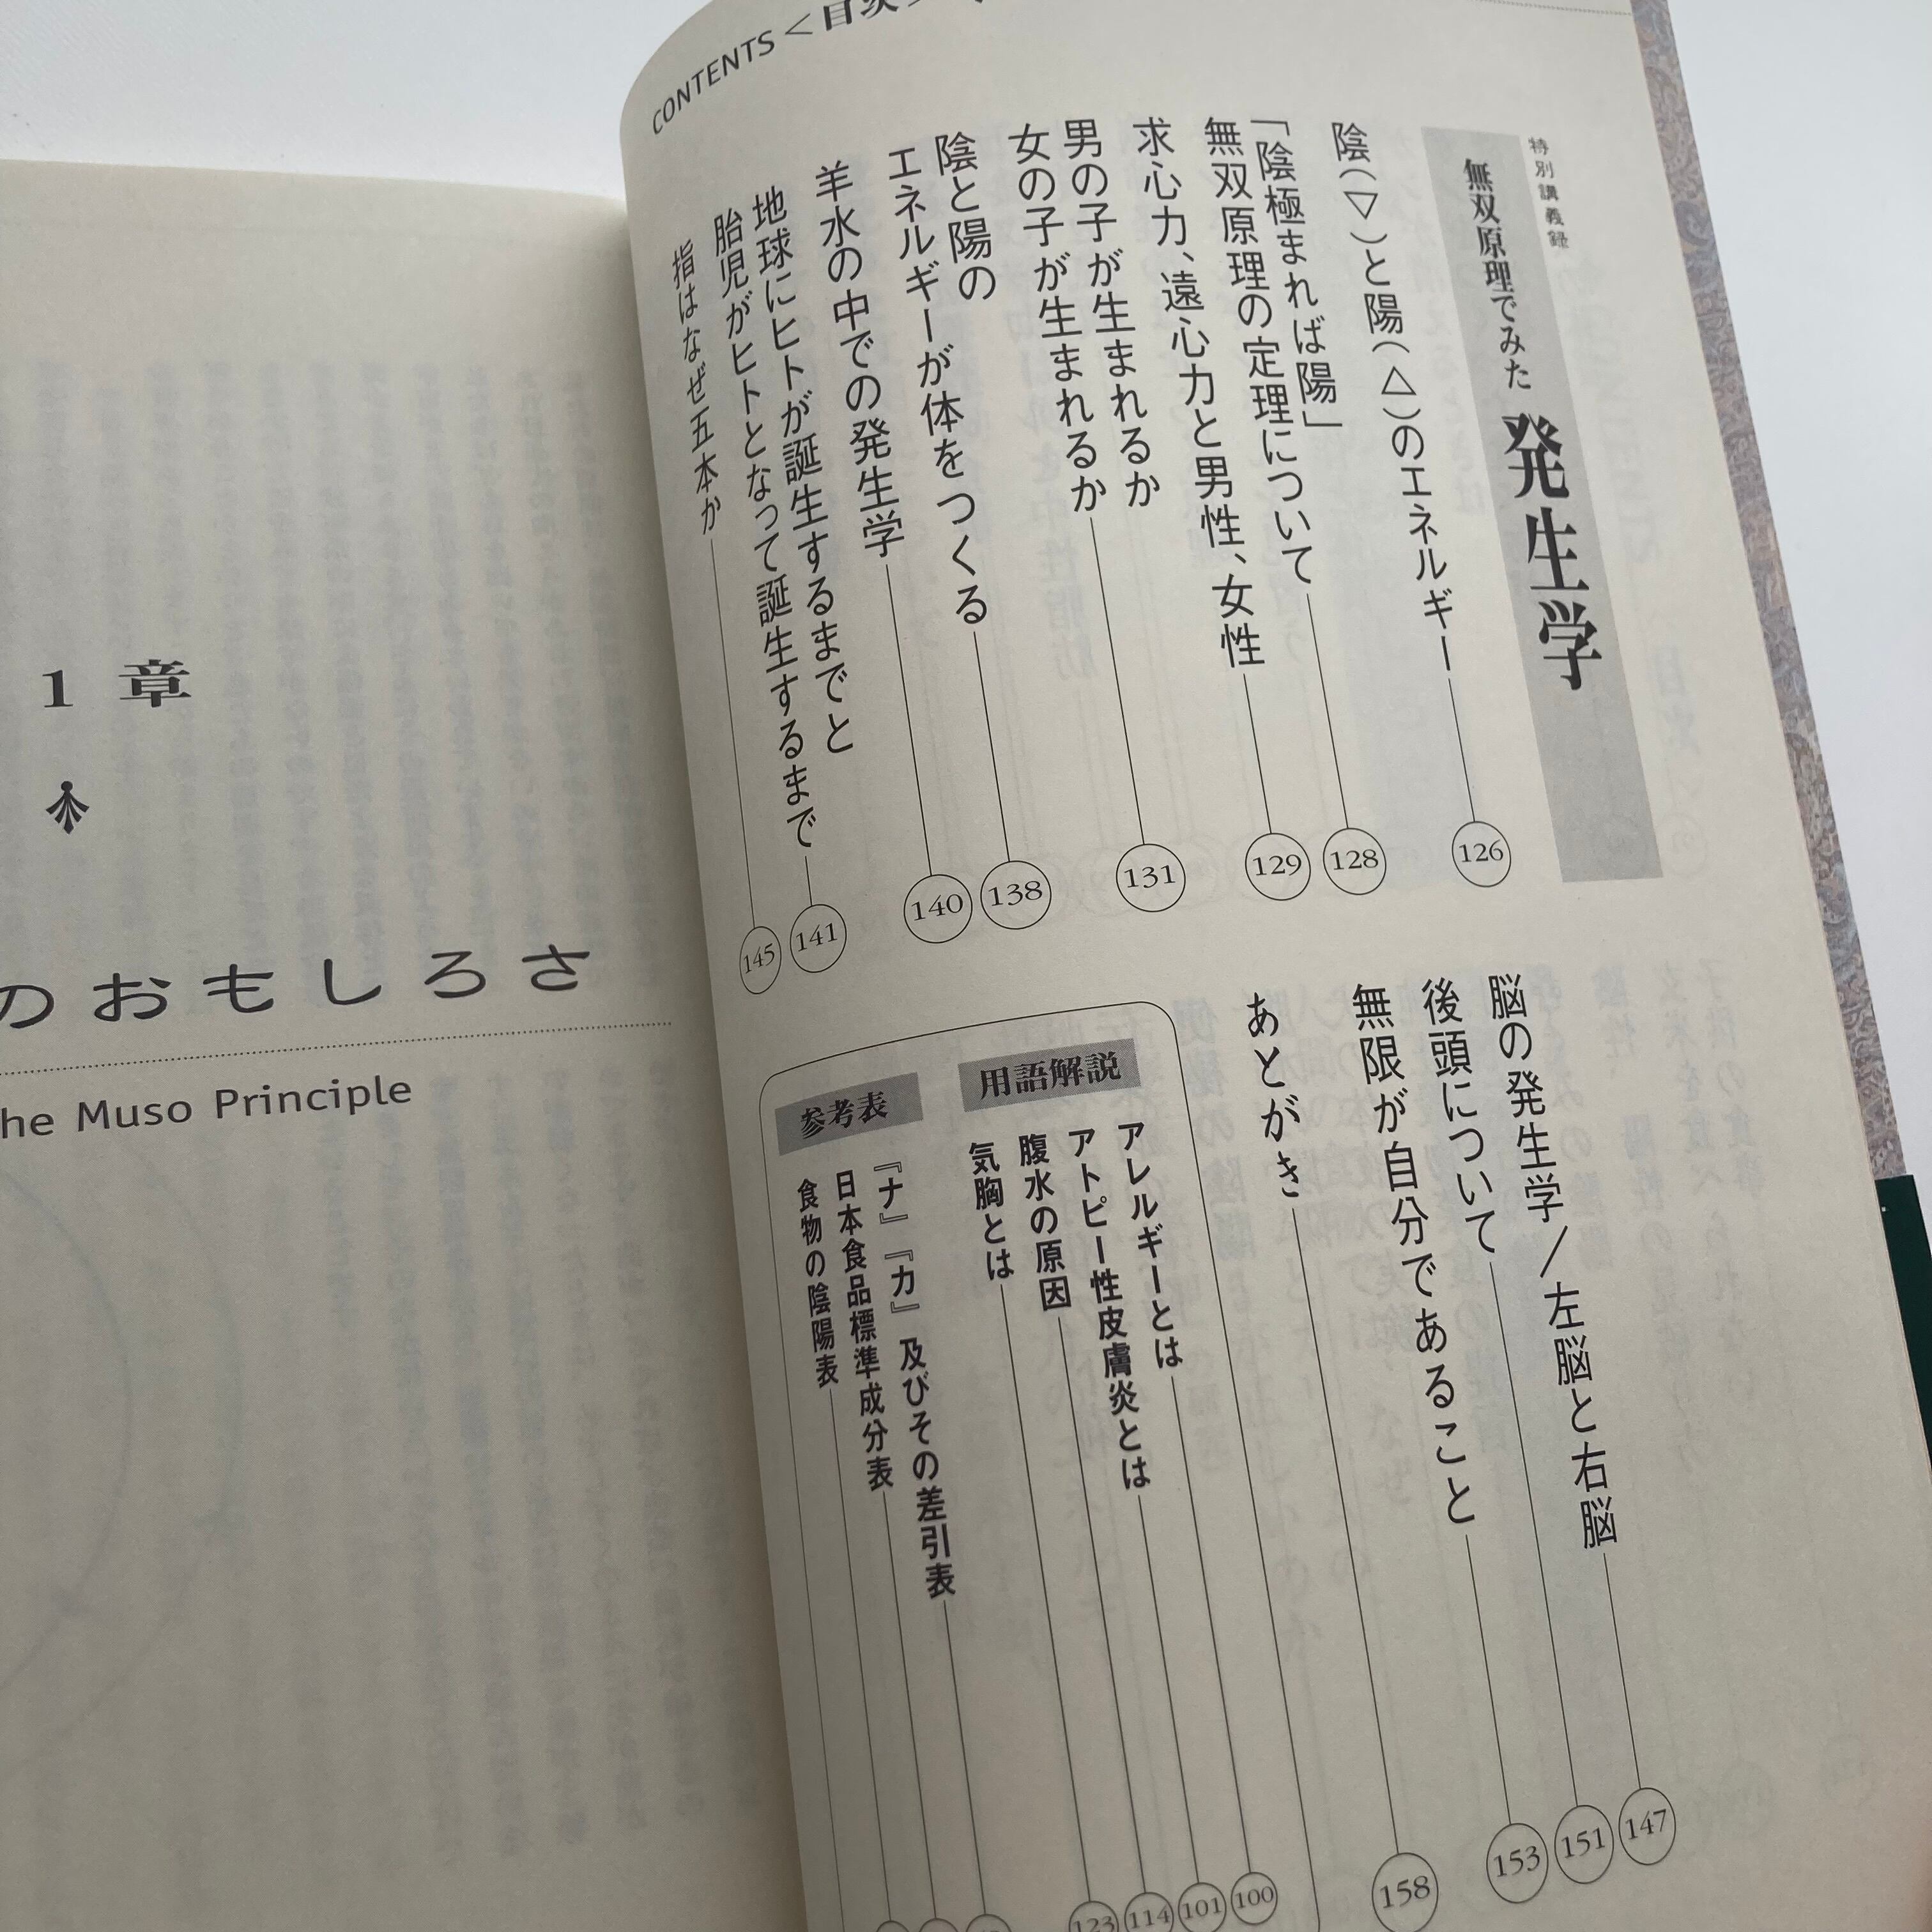 CONTENTS <目次
特別講義録
無双原理でみた 発生学
陰(▽)と陽(△)のエネルギー 126
「陰極まれば陽」
無双原理の定理について 128
求心力、遠心力と男性、女性 129
男の子が生まれるか
女の子が生まれるか 131
陰と陽の
エネルギーが体をつくる 138
羊水の中での発生学 140
地球にヒトが誕生するまでと
胎児がヒトとなって誕生するまで 141
指はなぜ五本か 145
脳の発生学/左脳と右脳 147
後頭について 151
無限が自分であること 153
あとがき 158
用語解説
アレルギーとは 100
アトピー性皮膚炎とは 101
腹水の原因 114
気胸とは 123
参考表
『ナ』『カ』及びその差引表
日本食品標準成分表
食物の陰陽表
1章
のおもしろさ
he Muso Principle